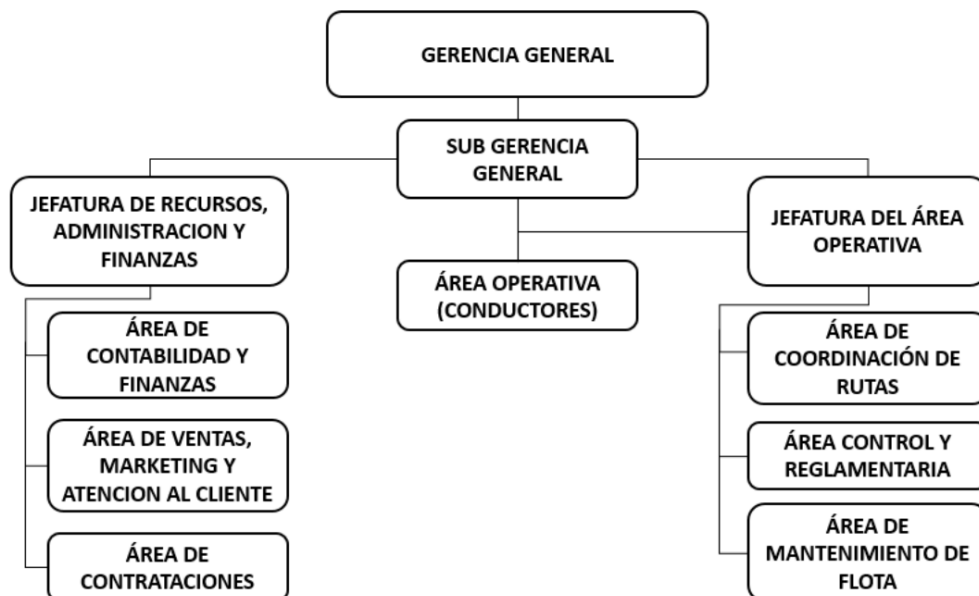 GERENCIA GENERAL
SUB GERENCIA
GENERAL
JEFATURA DE RECURSOS,
ADMINISTRACION Y
FINANZAS
JEFATURA DEL ÁREA
OPERATIVA
ÁREA OPERATIVA
(CONDUCTORES)
ÁREA DE
CONTABILIDAD Y
FINANZAS
ÁREA DE VENTAS,
MARKETING Y
ATENCION AL CLIENTE
ÁREA DE
CONTRATACIONES
ÁREA DE
COORDINACIÓN DE
RUTAS
ÁREA CONTROL Y
REGLAMENTARIA
ÁREA DE
MANTENIMIENTO DE
FLOTA